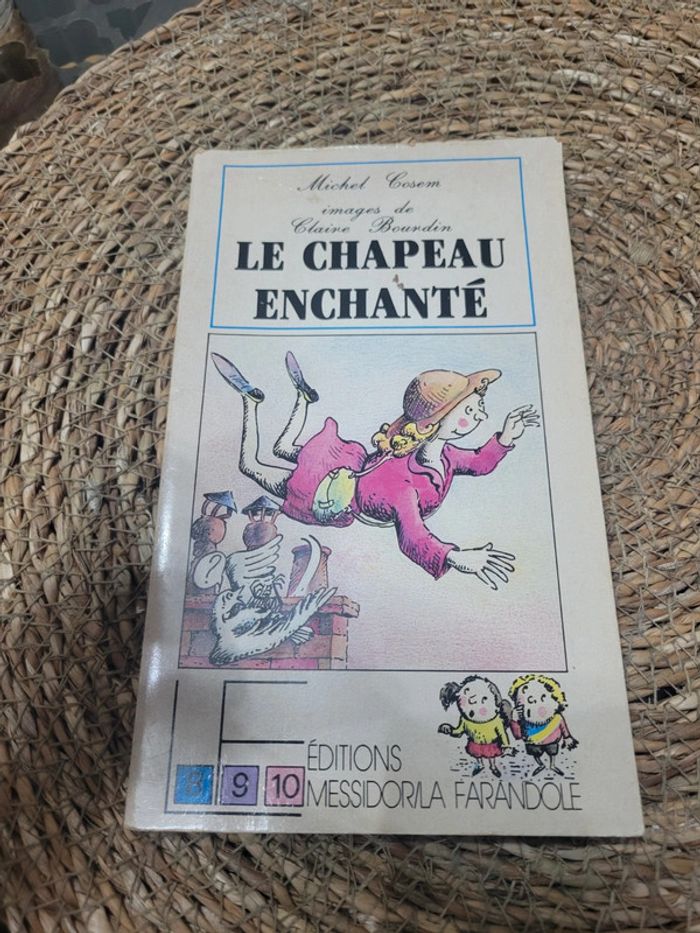 Michel Cosem
images de
Claire Bourdin
LE CHAPEAU
ENCHANTÉ
8 9 10
ÉDITIONS
MESSIDOR/LA FARANDOLE